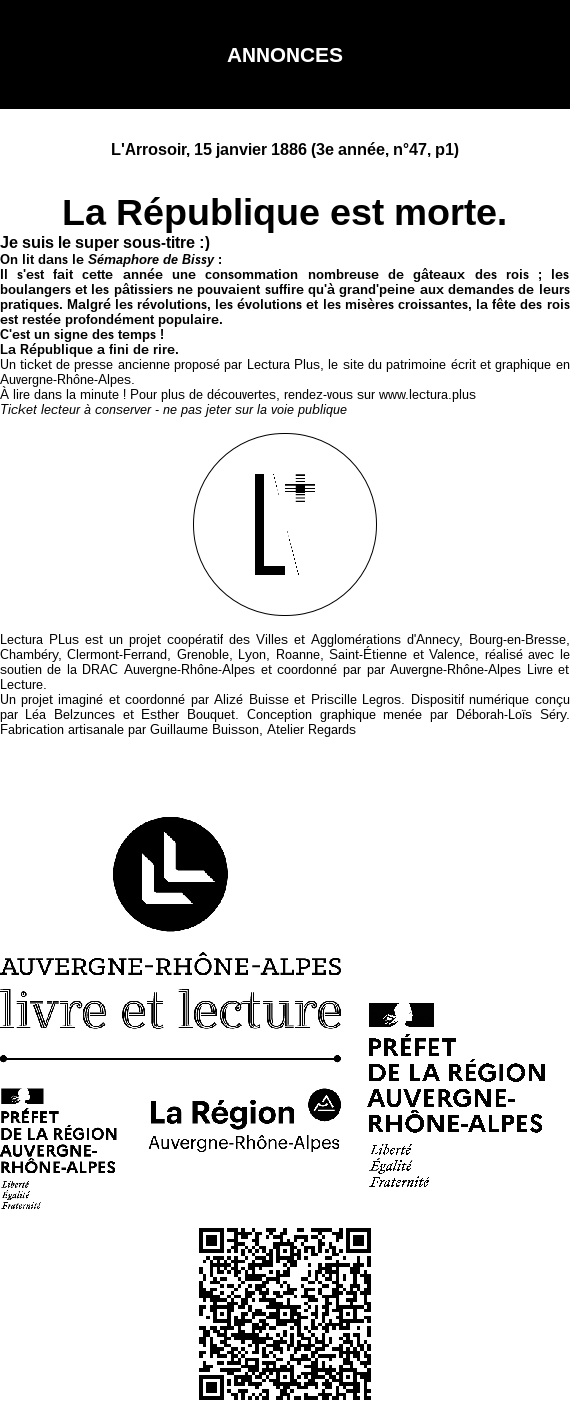 ANNONCES
L'Arrosoir, 15 janvier 1886 (3e année, n°47, p1)
La République est morte.
Je suis le super sous-titre :)
On lit dans le Sémaphore de Bissy :
Il s'est fait cette année une consommation nombreuse de gâteaux des rois ; les
boulangers et les pâtissiers ne pouvaient suffire qu'à grand'peine aux demandes de leurs
pratiques. Malgré les révolutions, les évolutions et les misères croissantes, la fête des rois
est restée profondément populaire.
C'est un signe des temps !
La République a fini de rire.
Un ticket de presse ancienne proposé par Lectura Plus, le site du patrimoine écrit et graphique en
Auvergne-Rhône-Alpes.
À lire dans la minute ! Pour plus de découvertes, rendez-vous sur www.lectura.plus
Ticket lecteur à conserver - ne pas jeter sur la voie publique
L+
Lectura PLus est un projet coopératif des Villes et Agglomérations d'Annecy, Bourg-en-Bresse,
Chambéry, Clermont-Ferrand, Grenoble, Lyon, Roanne, Saint-Étienne et Valence, réalisé avec le
soutien de la DRAC Auvergne-Rhône-Alpes et coordonné par par Auvergne-Rhône-Alpes Livre et
Lecture.
Un projet imaginé et coordonné par Alizé Buisse et Priscille Legros. Dispositif numérique conçu
par Léa Belzunces et Esther Bouquet. Conception graphique menée par Déborah-Loïs Séry.
Fabrication artisanale par Guillaume Buisson, Atelier Regards
AUVERGNE-RHÔNE-ALPES
livre et lecture
PRÉFET
DE LA RÉGION
AUVERGNE-
RHÔNE-ALPES
Liberté
Égalité
Fraternité
La Région
Auvergne-Rhône-Alpes
PRÉFET
DE LA RÉGION
AUVERGNE-
RHÔNE-ALPES
Liberté
Égalité
Fraternité